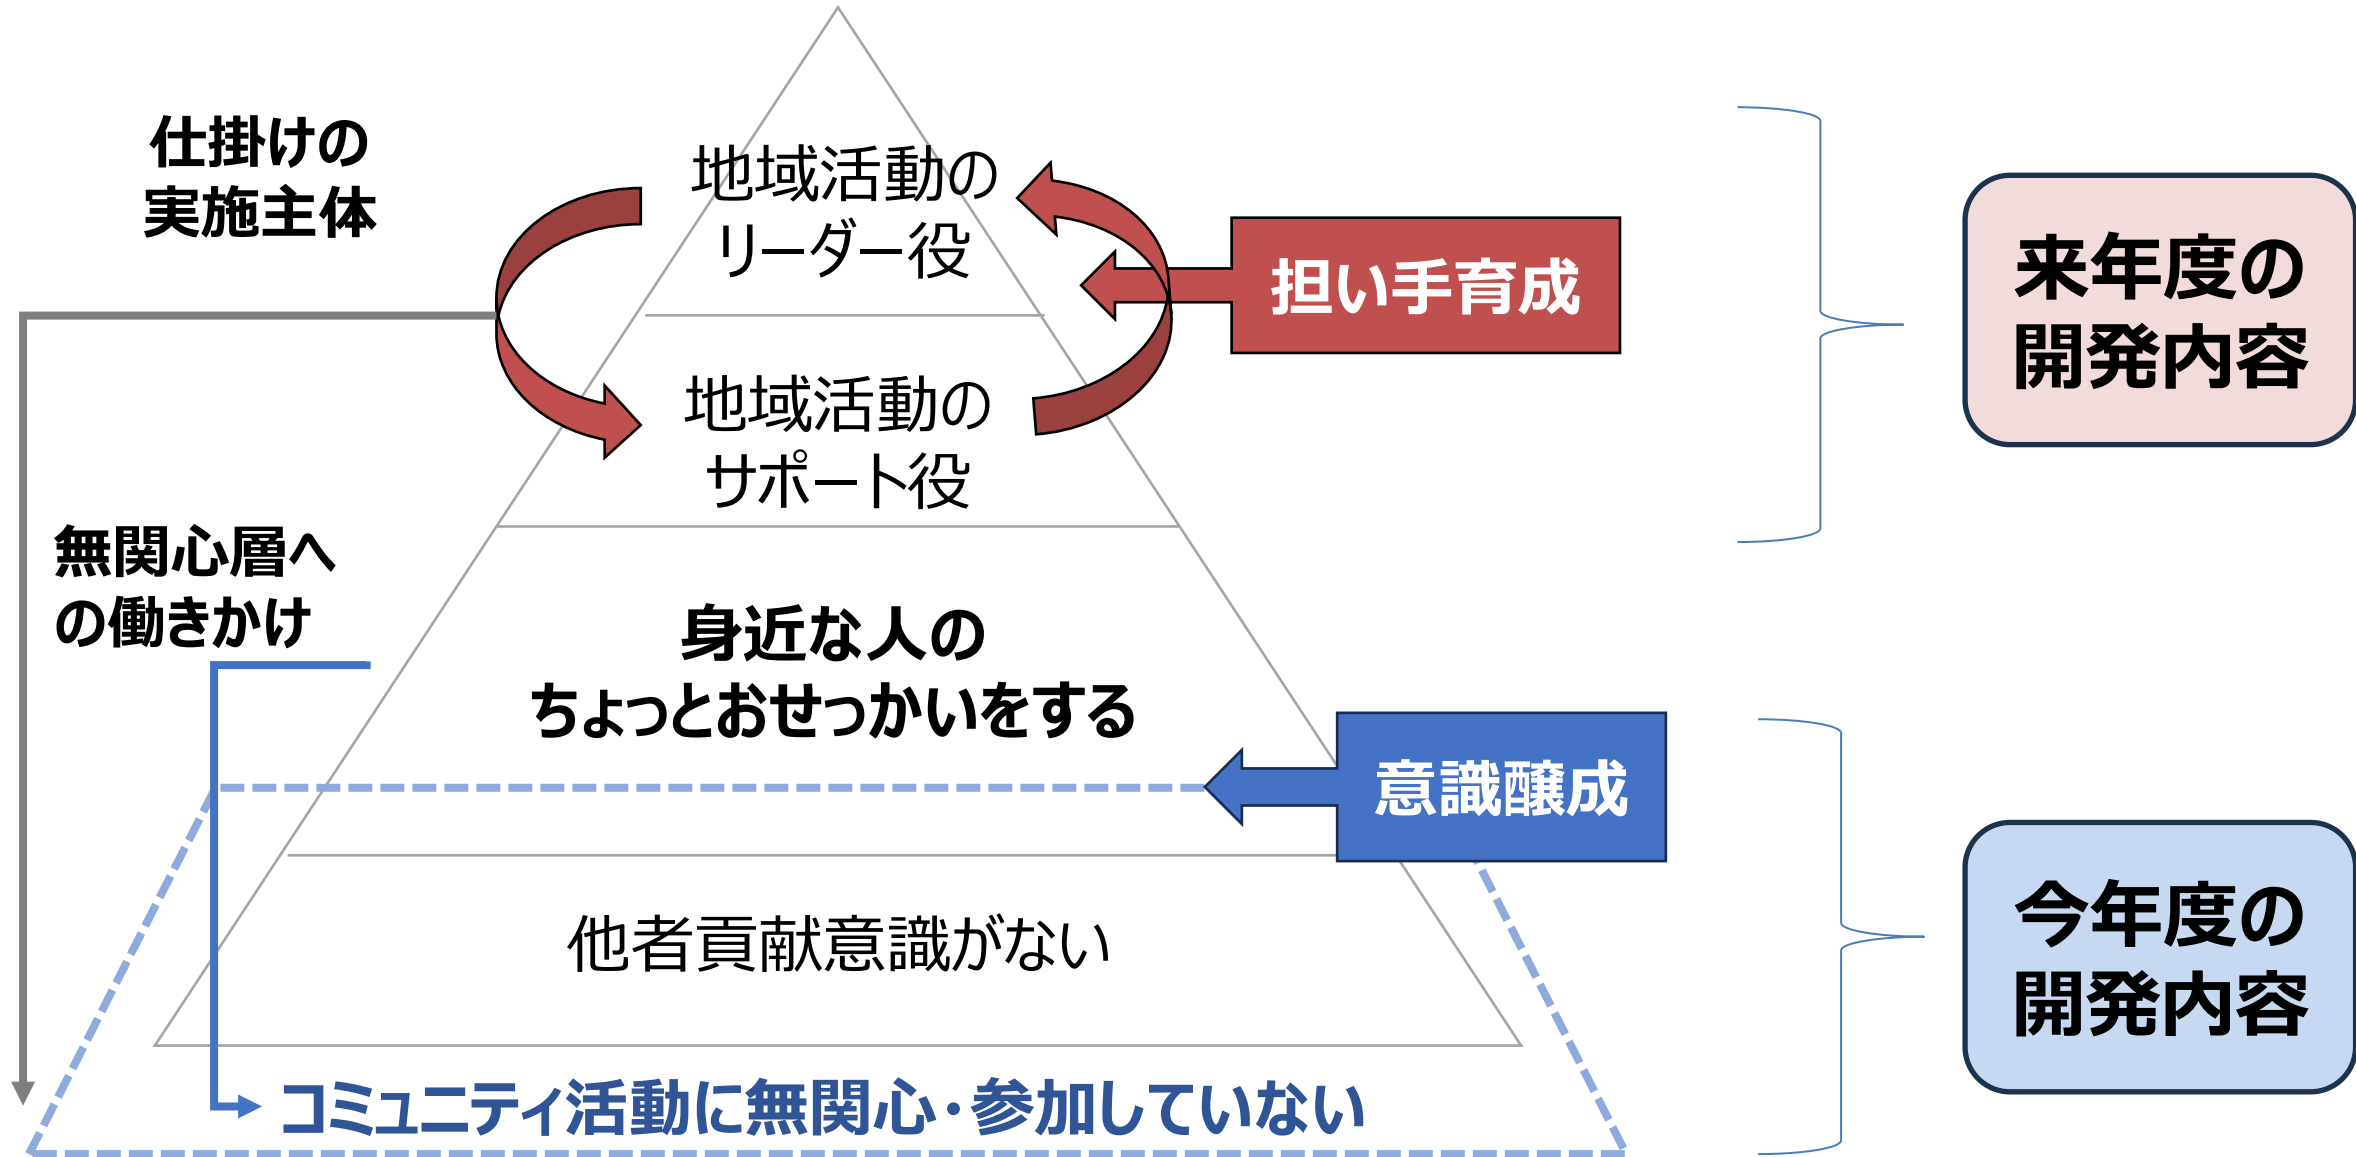 仕掛けの
実施主体
地域活動の
リーダー役
担い手育成
来年度の
開発内容
地域活動の
サポート役
無関心層へ
の働きかけ
身近な人の
ちょっとおせっかいをする
意識醸成
今年度の
開発内容
他者貢献意識がない
コミュニティ活動に無関心・参加していない